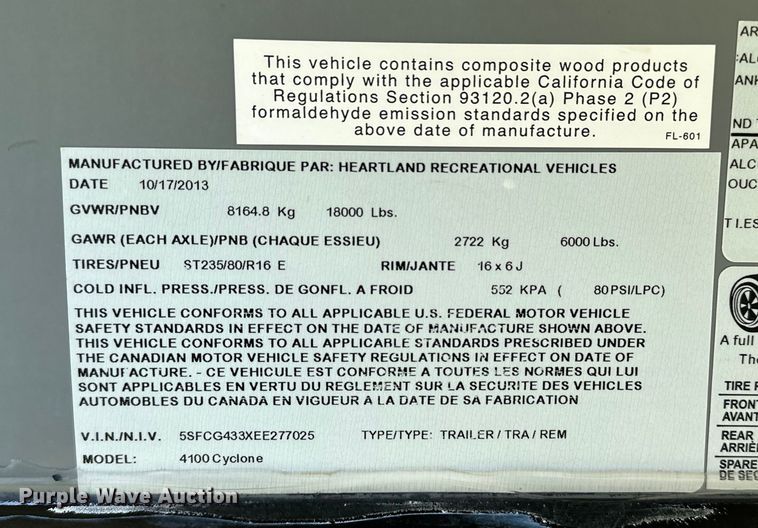 This vehicle contains composite wood products
that comply with the applicable California Code of
Regulations Section 93120.2(a) Phase 2 (P2)
formaldehyde emission standards specified on the
above date of manufacture.
FL-601
MANUFACTURED BY/FABRIQUE PAR: HEARTLAND RECREATIONAL VEHICLES
DATE 10/17/2013
GVWR/PNBV 8164.8 Kg 18000 Lbs.
GAWR (EACH AXLE)/PNB (CHAQUE ESSIEU) 2722 Kg 6000 Lbs.
TIRES/PNEU ST235/80/R16 E RIM/JANTE 16 x 6 J
COLD INFL. PRESS./PRESS. DE GONFL. A FROID 552 KPA ( 80 PSI/LPC)
THIS VEHICLE CONFORMS TO ALL APPLICABLE U.S. FEDERAL MOTOR VEHICLE
SAFETY STANDARDS IN EFFECT ON THE DATE OF MANUFACTURE SHOWN ABOVE.
THIS VEHICLE CONFORMS TO ALL APPLICABLE STANDARDS PRESCRIBED UNDER
THE CANADIAN MOTOR VEHICLE SAFETY REGULATIONS IN EFFECT ON DATE OF
MANUFACTURE. - CE VEHICULE EST CONFORME A TOUTES LES NORMES QUI LUI
SONT APPLICABLES EN VERTU DU REGLEMENT SUR LA SECURITE DES VEHICLES
AUTOMOBILES DU CANADA EN VIGUEUR A LA DATE DE SA FABRICATION
V.I.N./N.I.V. 5SFCG433XEE277025 TYPE/TYPE: TRAILER / TRA / REM
MODEL: 4100 Cyclone
A full
TIRE
FRONT
AVANT
REAR
SPARE
Purple Wave Auction